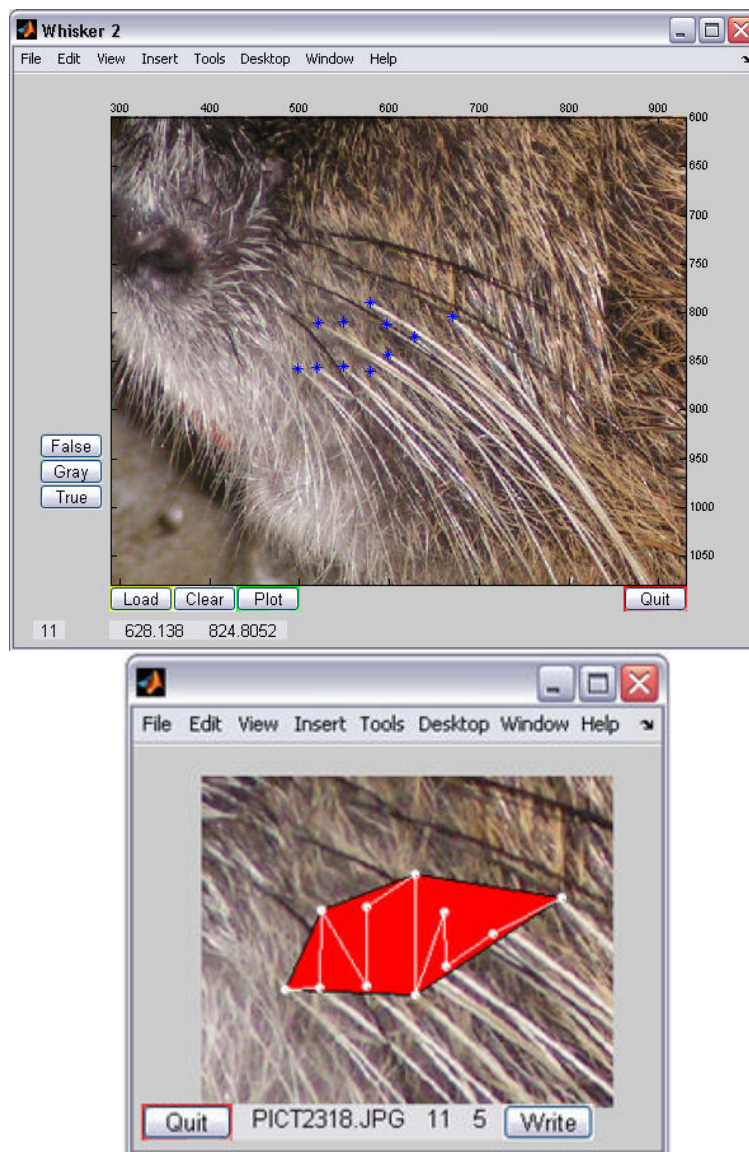 Whisker 2
File Edit View Insert Tools Desktop Window Help
300 400 500 600 700 800 900
600
650
700
750
800
850
900
950
1000
1050
False
Gray
True
Load Clear Plot Quit
11 628.138 824.8052
File Edit View Insert Tools Desktop Window Help
Quit PICT2318.JPG 11 5 Write